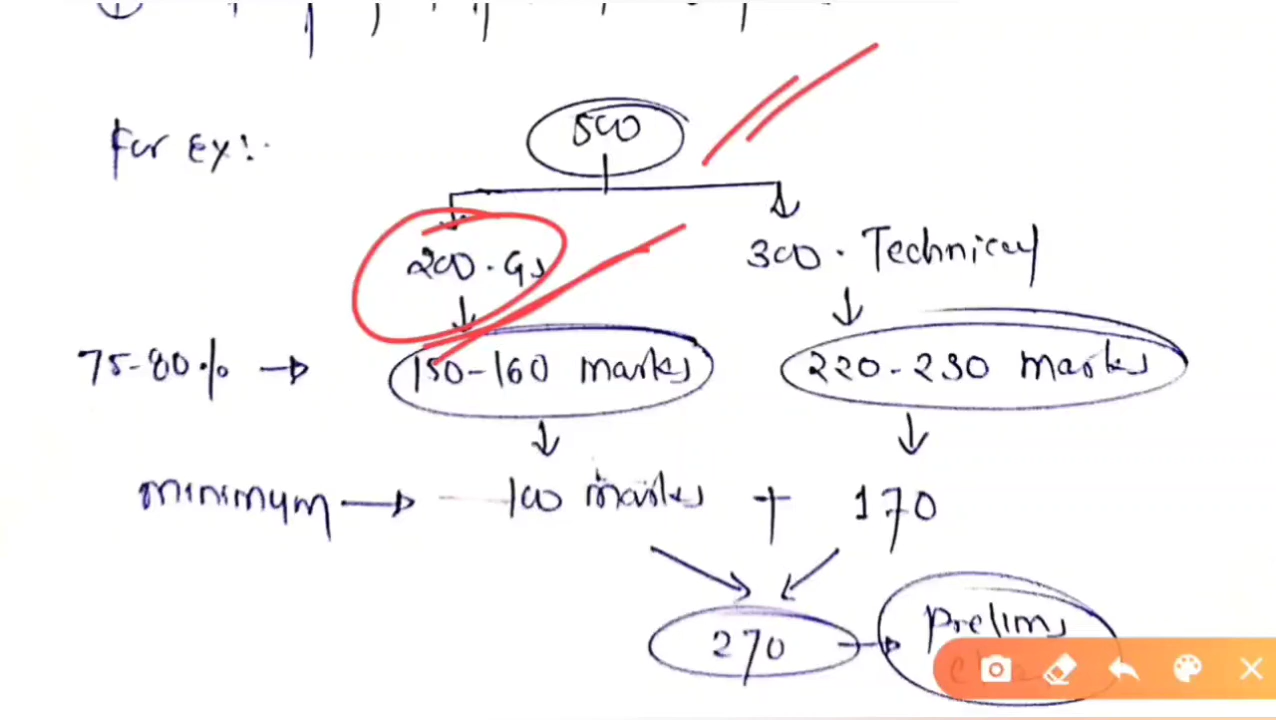 For Ex:-
500
200 · Gs 300 · Technical
75-80% → 150-160 marks 220-230 marks
minimum → 100 marks + 170
270 → Prelims